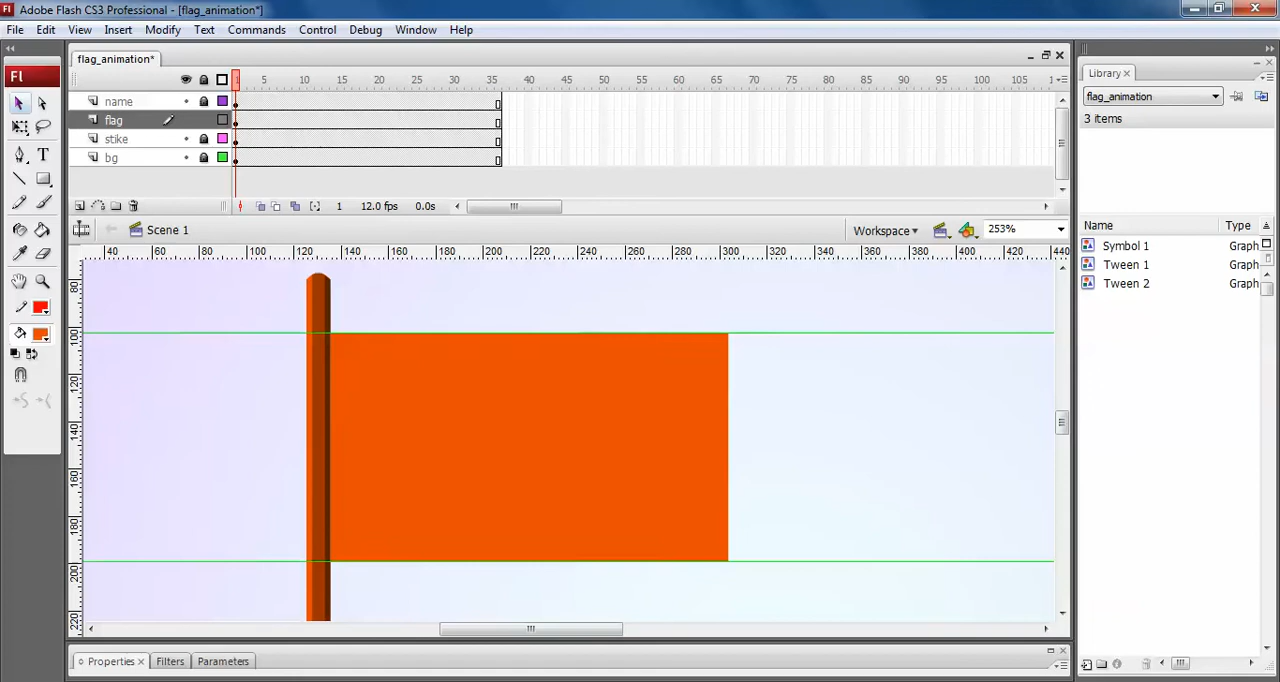 Adobe Flash CS3 Professional - [flag_animation*]
File Edit View Insert Modify Text Commands Control Debug Window Help
flag_animation*
Fl
1 5 10 15 20 25 30 35 40 45 50 55 60 65 70 75 80 85 90 95 100 105
name
flag
stike
bg
1 12.0 fps 0.0s
Scene 1
Workspace 253%
40 60 80 100 120 140 160 180 200 220 240 260 280 300 320 340 360 380 400 420 440
80
100
120
140
160
180
200
220
Properties Filters Parameters
Library
flag_animation
3 items
Name Type
Symbol 1 Graph
Tween 1 Graph
Tween 2 Graph